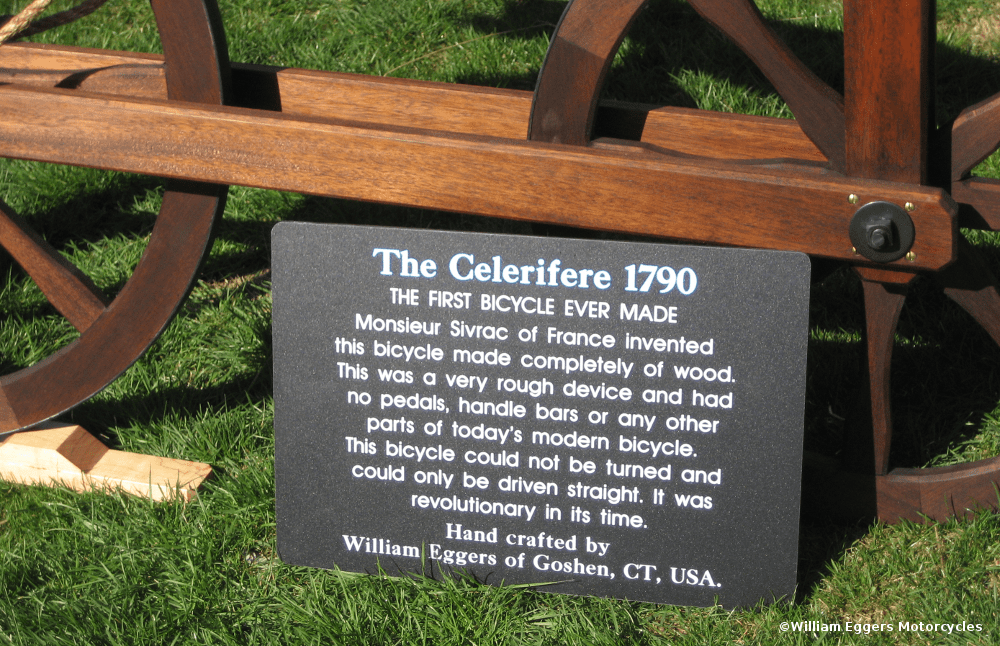 The Celerifere 1790
THE FIRST BICYCLE EVER MADE
Monsieur Sivrac of France invented
this bicycle made completely of wood.
This was a very rough device and had
no pedals, handle bars or any other
parts of today's modern bicycle.
This bicycle could not be turned and
could only be driven straight. It was
revolutionary in its time.
Hand crafted by
William Eggers of Goshen, CT, USA.
©William Eggers Motorcycles